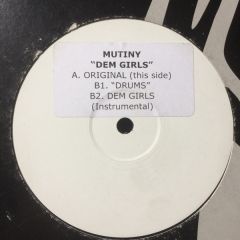 MUTINY
"DEM GIRLS"
A. ORIGINAL (this side)
B1. "DRUMS"
B2. DEM GIRLS
(Instrumental)